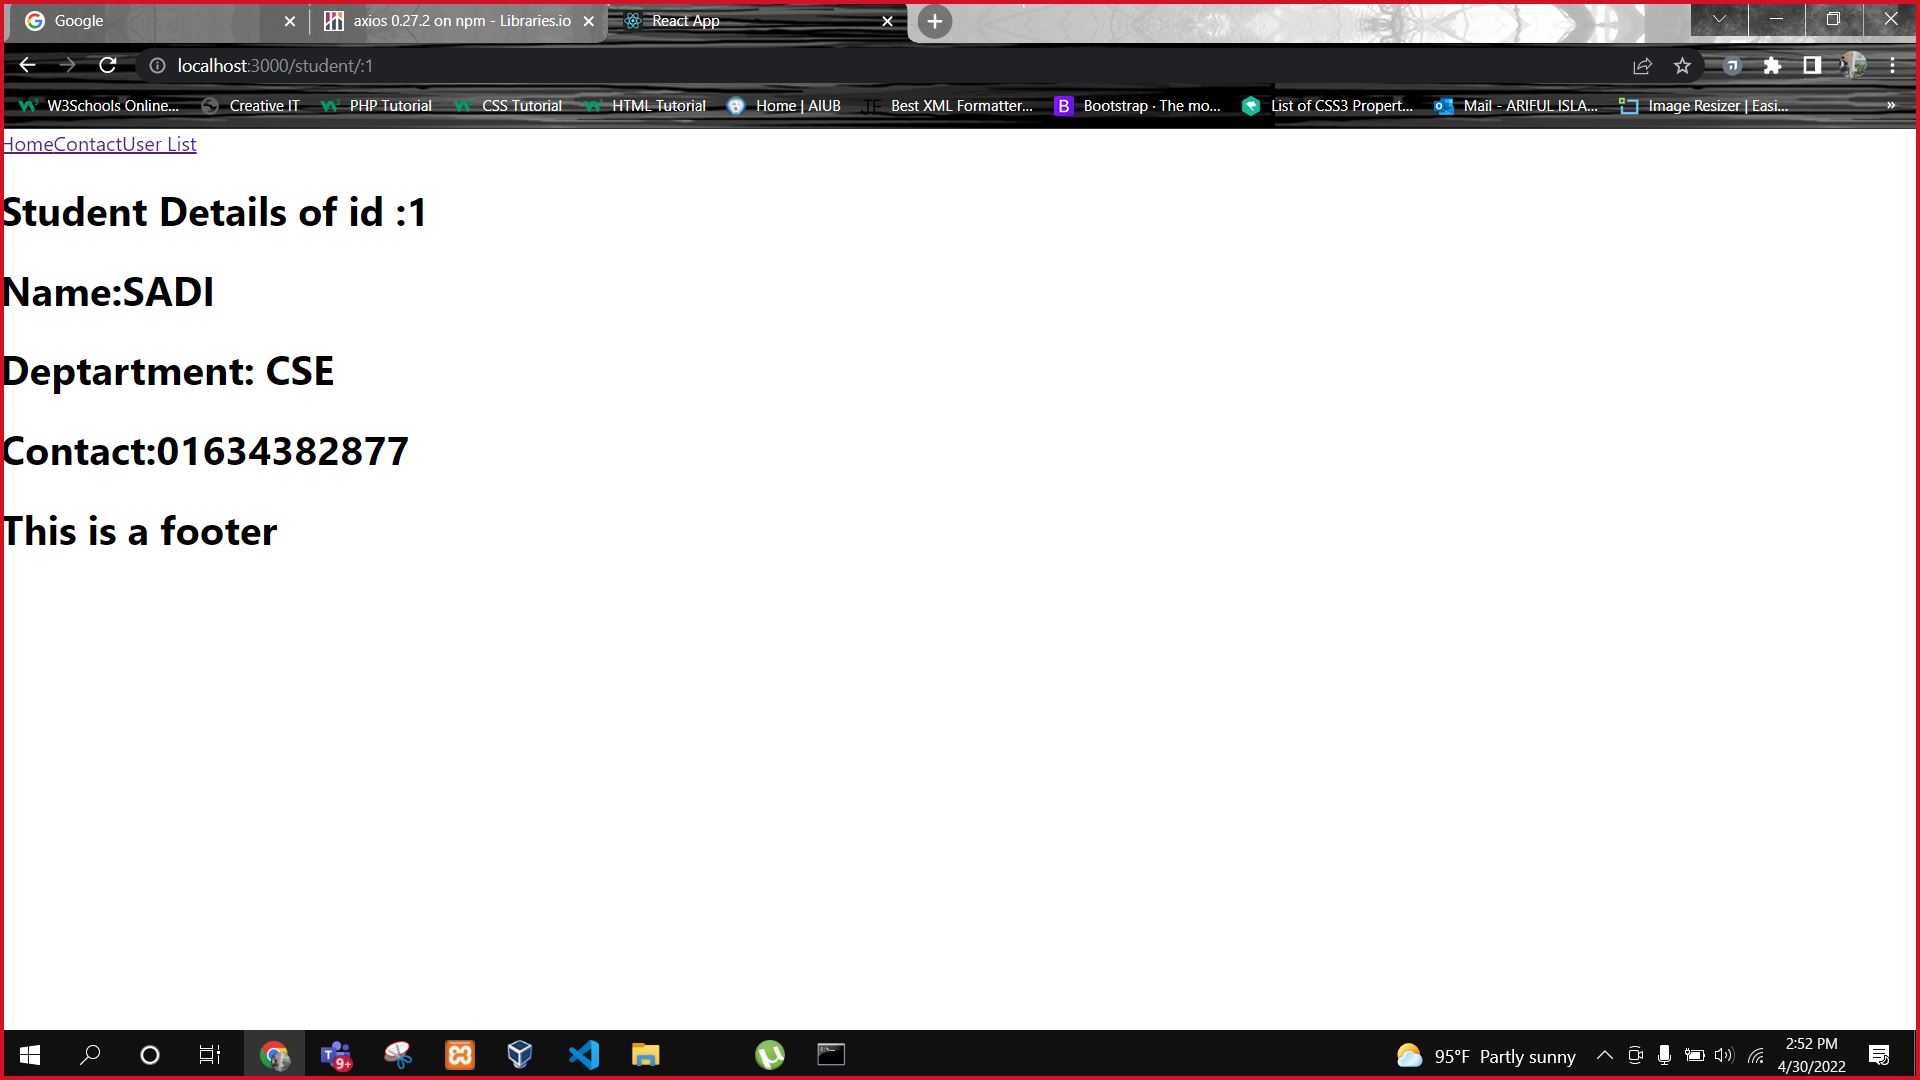 Google
axios 0.27.2 on npm - Libraries.io
React App
localhost:3000/student/:1
W3Schools Online...
Creative IT
PHP Tutorial
CSS Tutorial
HTML Tutorial
Home | AIUB
JF Best XML Formatter...
B Bootstrap · The mo...
List of CSS3 Propert...
Mail - ARIFUL ISLA...
Image Resizer | Easi...
»
HomeContactUser List
Student Details of id :1
Name:SADI
Deptartment: CSE
Contact:01634382877
This is a footer
9+
95°F Partly sunny
2:52 PM
4/30/2022